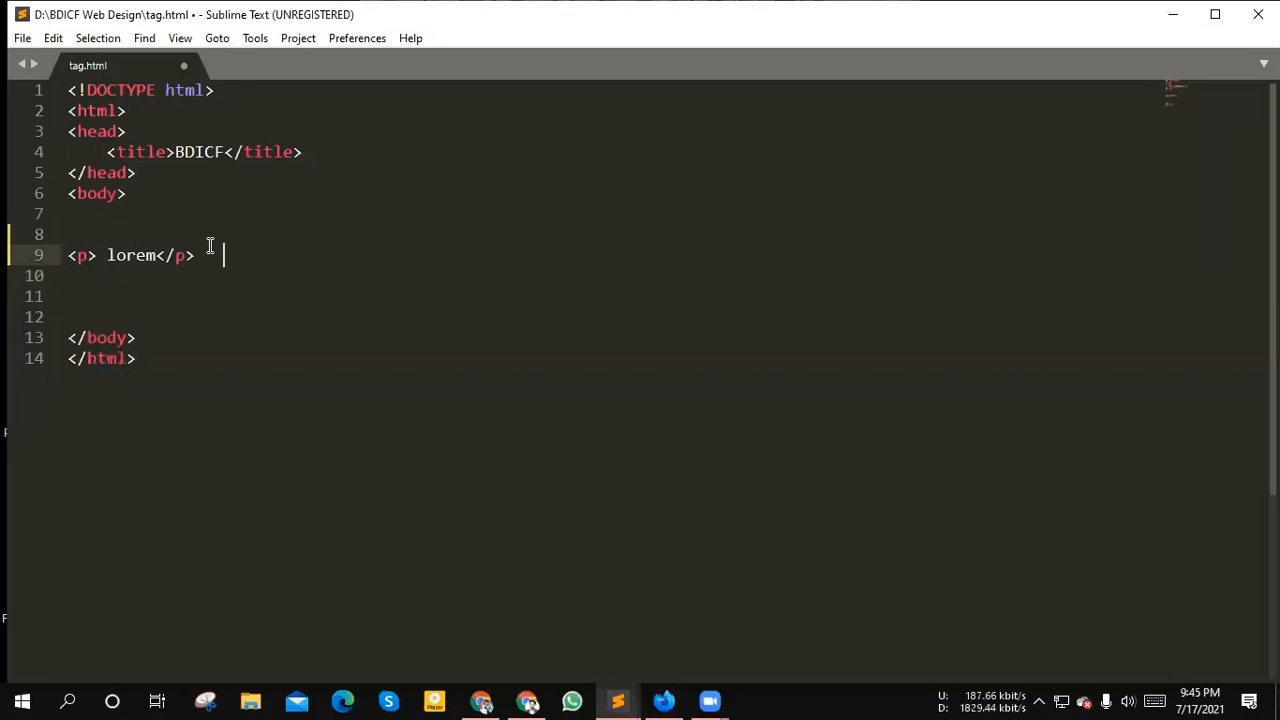 D:\BDICF Web Design\tag.html • - Sublime Text (UNREGISTERED)
File Edit Selection Find View Goto Tools Project Preferences Help
tag.html
1 <!DOCTYPE html>
2 <html>
3 <head>
4 <title>BDICF</title>
5 </head>
6 <body>
7
8
9 <p> lorem</p>
10
11
12
13 </body>
14 </html>
U: 187.66 kbit/s
D: 1829.44 kbit/s
9:45 PM
7/17/2021